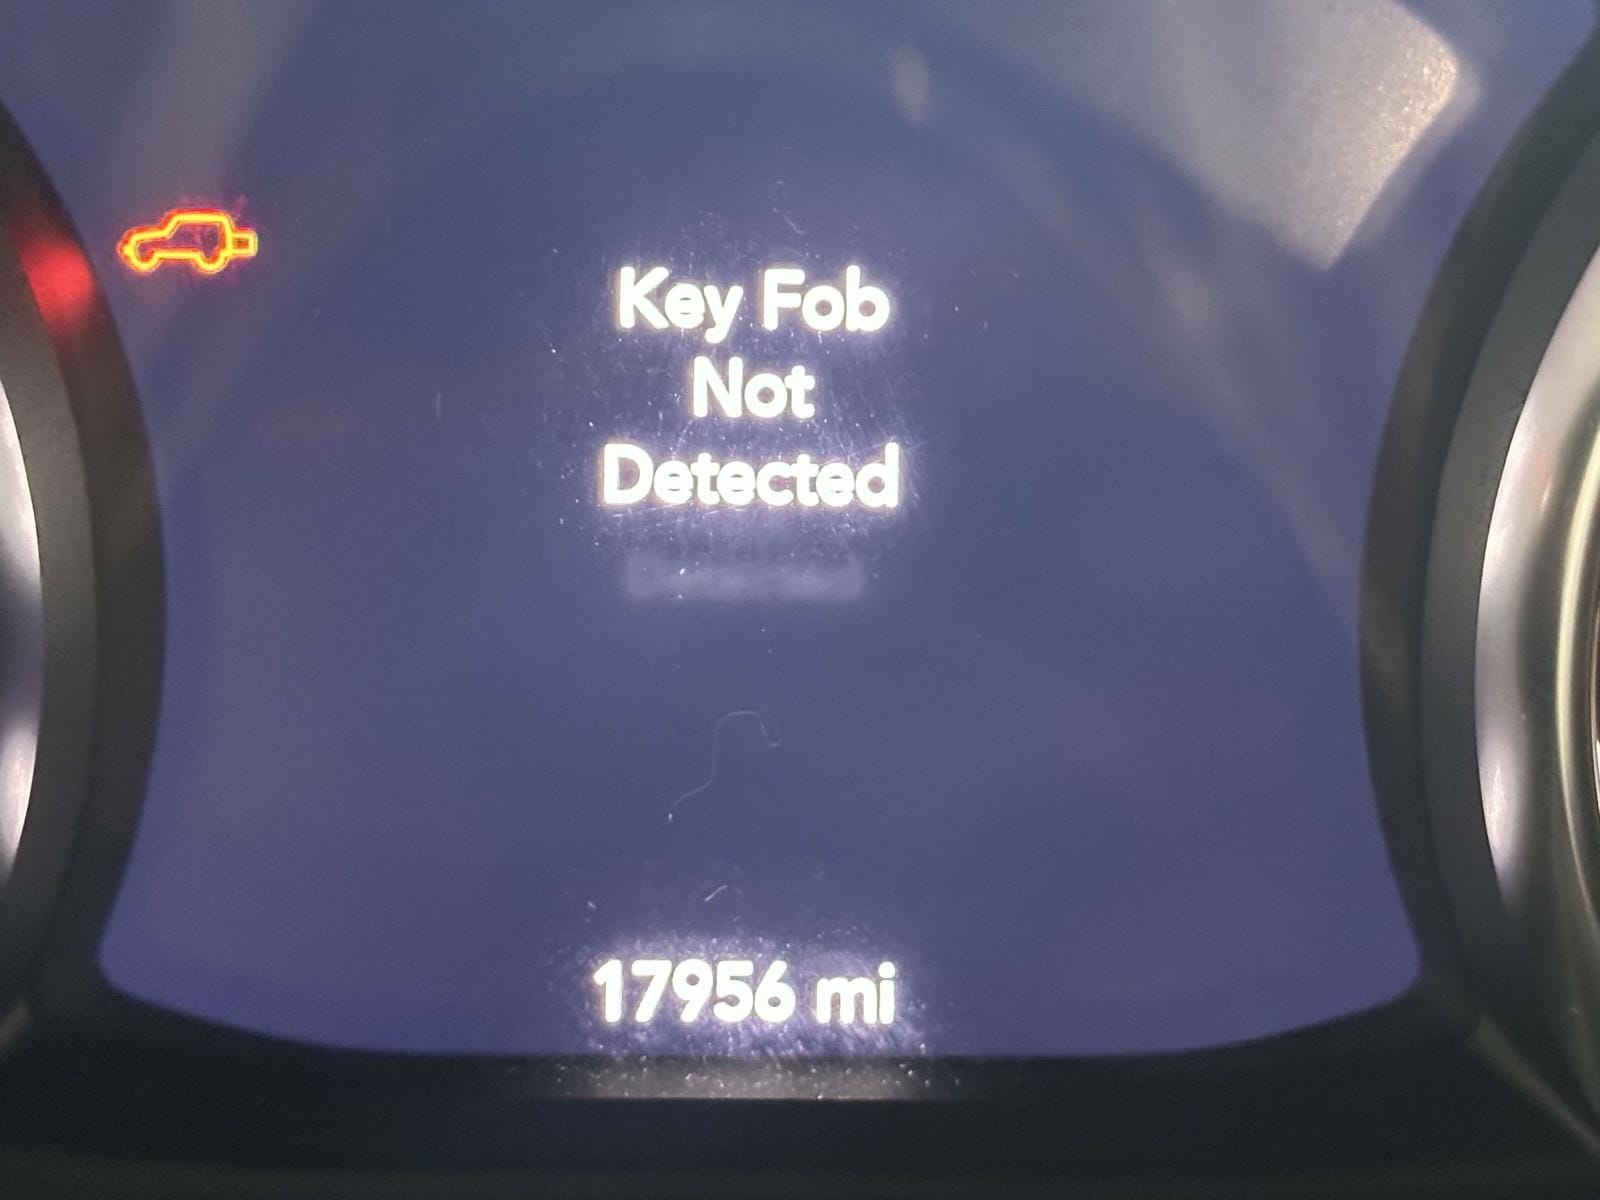 Key Fob
Not
Detected
17956 mi